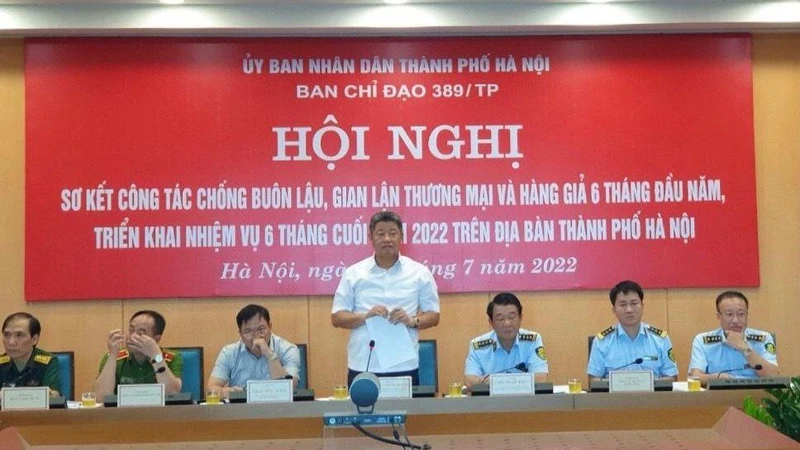 ỦY BAN NHÂN DÂN THÀNH PHỐ HÀ NỘI
BAN CHỈ ĐẠO 389/TP
HỘI NGHỊ
SƠ KẾT CÔNG TÁC CHỐNG BUÔN LẬU, GIAN LẬN THƯƠNG MẠI VÀ HÀNG GIẢ 6 THÁNG ĐẦU NĂM,
TRIỂN KHAI NHIỆM VỤ 6 THÁNG CUỐI 2022 TRÊN ĐỊA BÀN THÀNH PHỐ HÀ NỘI
Hà Nội, 7 năm 2022